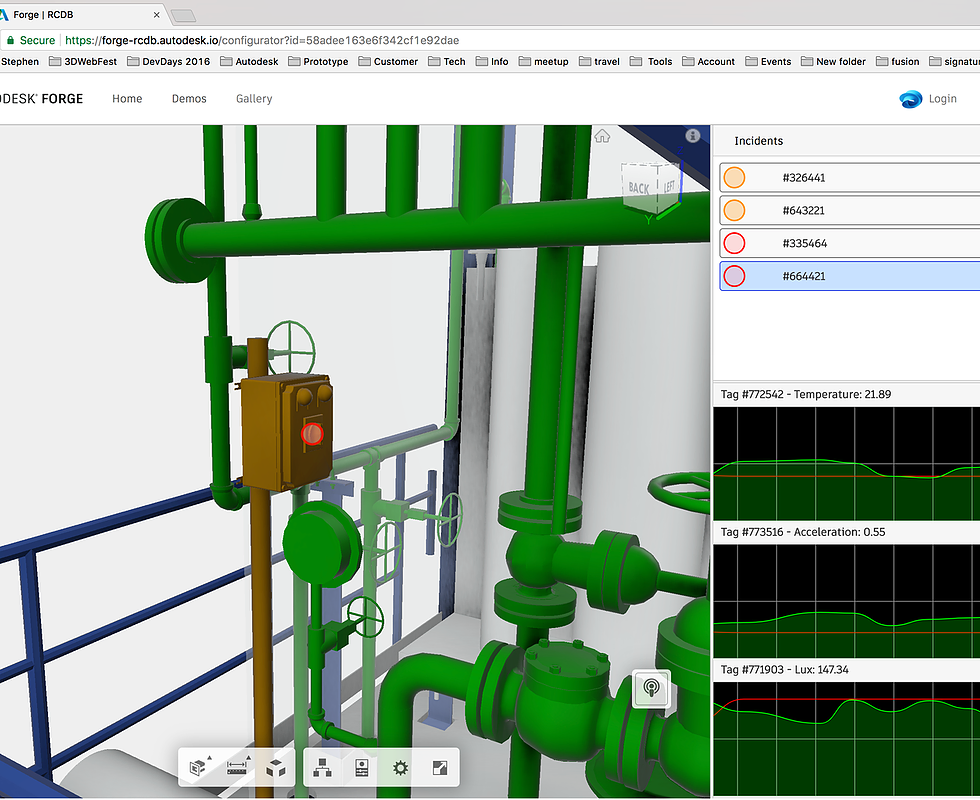 Forge | RCDB
Secure https://forge-rcdb.autodesk.io/configurator?id=58adee163e6f342cf1e92dae
Stephen 3DWebFest DevDays 2016 Autodesk Prototype Customer Tech Info meetup travel Tools Account Events New folder fusion signatu
DESK® FORGE Home Demos Gallery Login
Incidents
BACK LEFT
Y
#326441
#643221
#335464
#664421
Tag #772542 - Temperature: 21.89
Tag #773516 - Acceleration: 0.55
Tag #771903 - Lux: 147.34